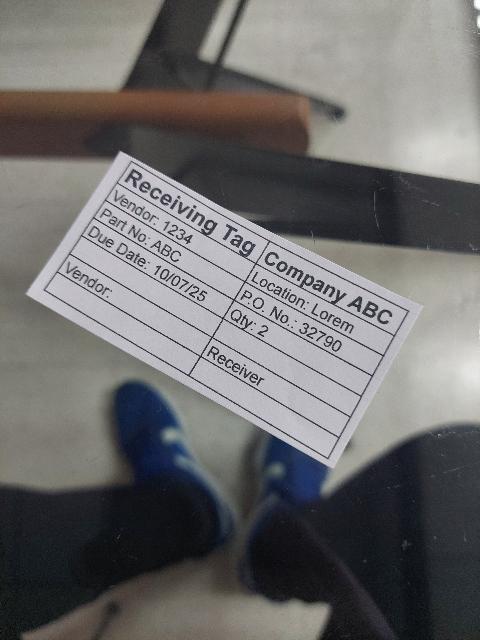 Receiving Tag Company ABC
Vendor: 1234 Location: Lorem
Part No: ABC P.O. No.: 32790
Due Date: 10/07/25 Qty: 2
Vendor: Receiver